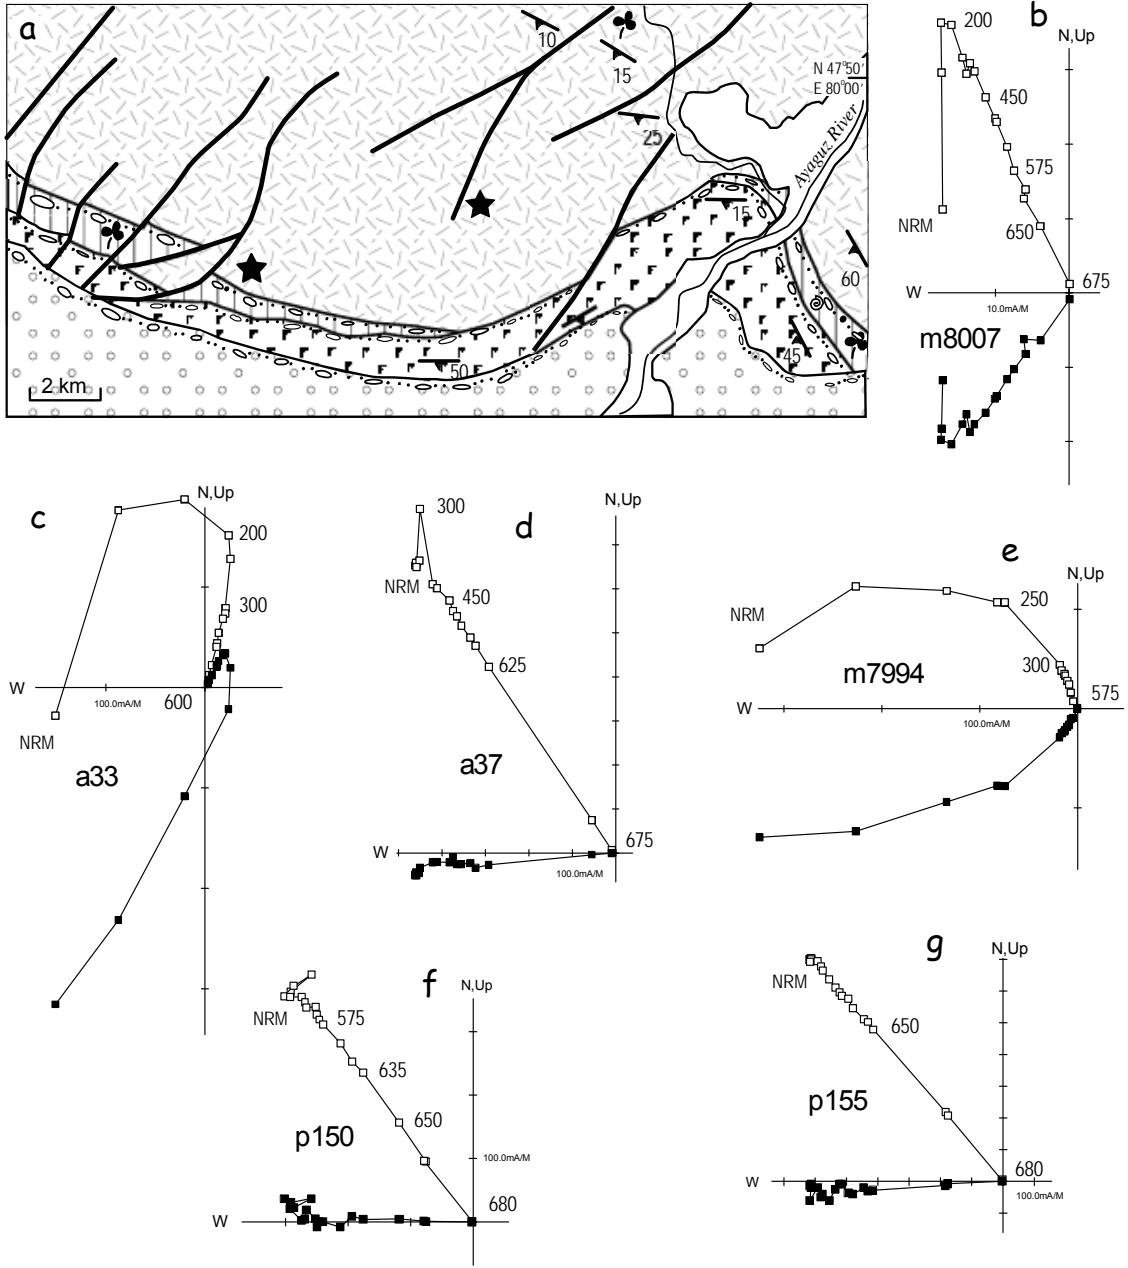 a
10
15
25
N 47°50'
E 80°00'
Ayaguz River
15
60
45
50
2 km
b
200
N,Up
450
575
NRM
650
675
W
10.0mA/M
m8007
c
N,Up
200
300
W
100.0mA/M
600
NRM
a33
d
N,Up
300
NRM
450
625
a37
675
W
100.0mA/M
e
N,Up
NRM
250
300
m7994
575
W
100.0mA/M
f
N,Up
NRM
575
635
650
p150
100.0mA/M
680
W
g
N,Up
NRM
650
p155
680
W
100.0mA/M